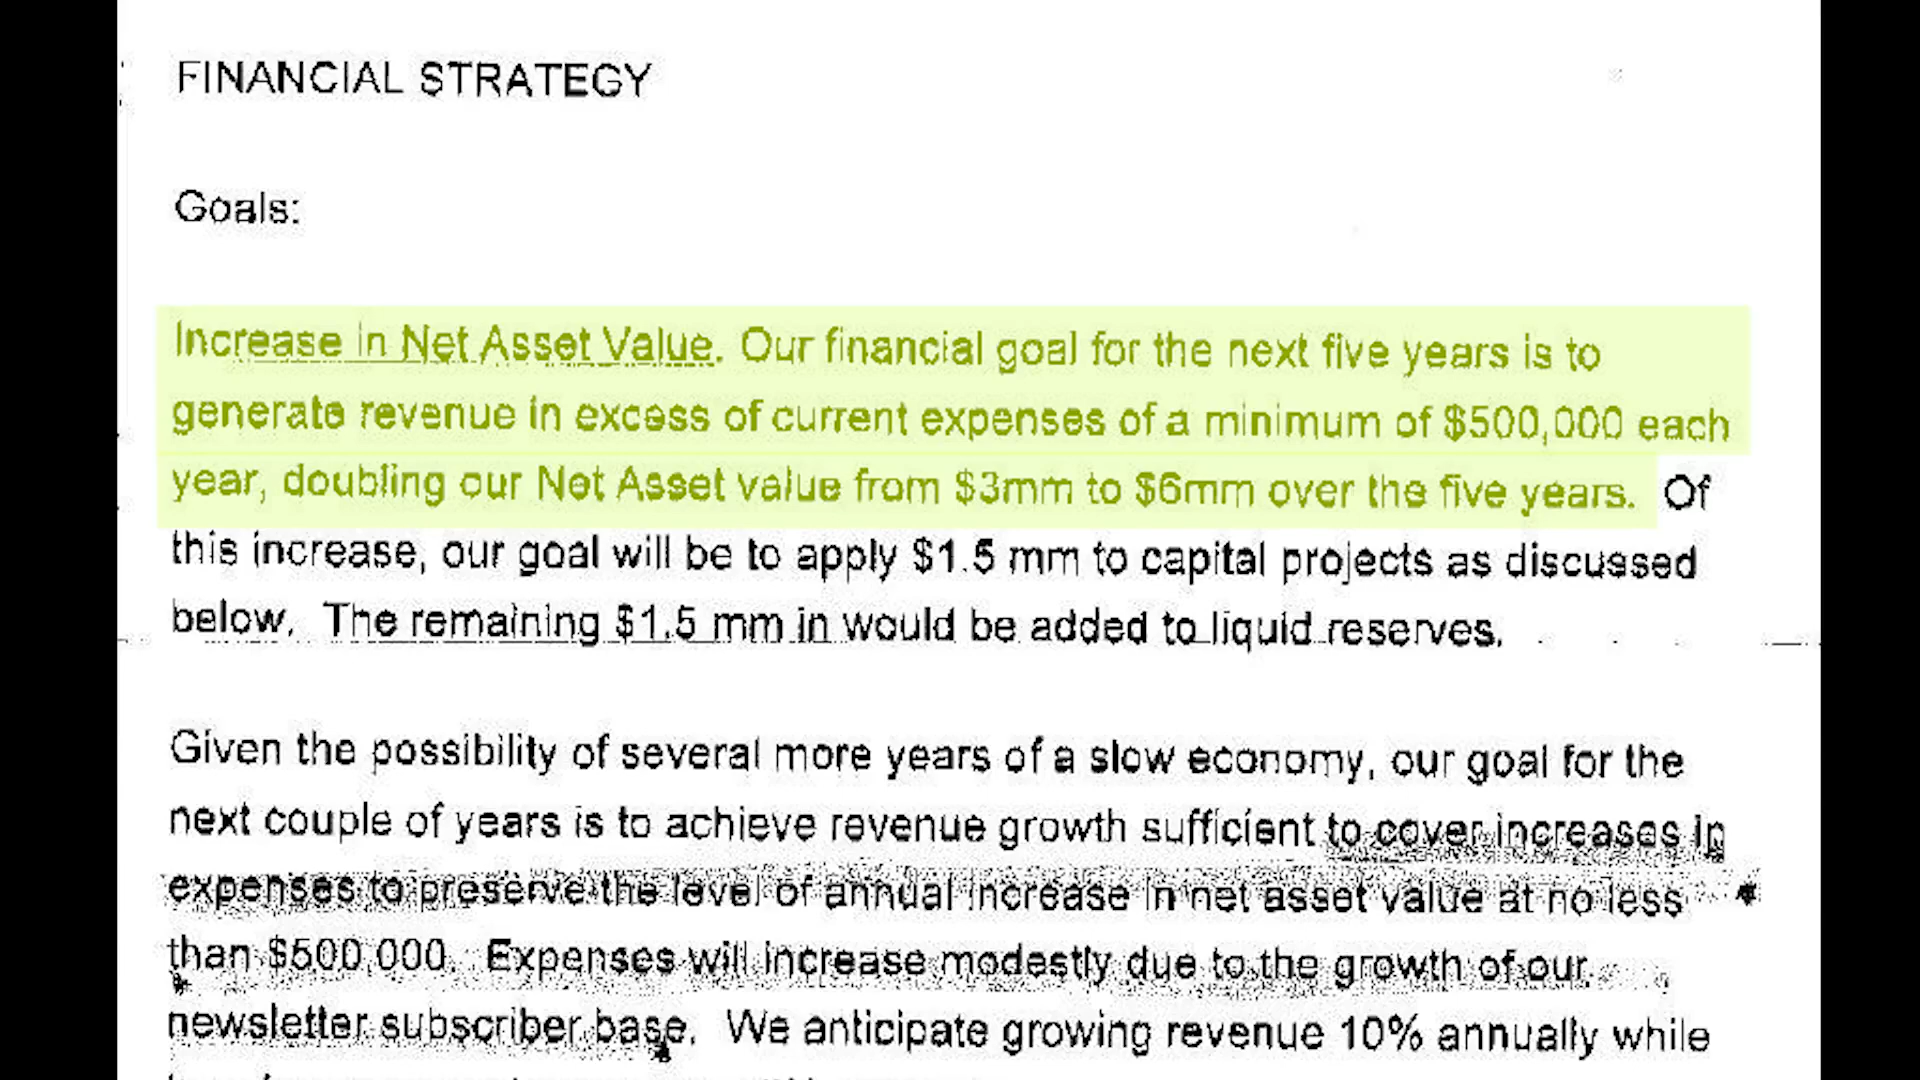 FINANCIAL STRATEGY
Goals:
Increase in Net Asset Value. Our financial goal for the next five years is to
generate revenue in excess of current expenses of a minimum of $500,000 each
year, doubling our Net Asset value from $3mm to $6mm over the five years. Of
this increase, our goal will be to apply $1.5 mm to capital projects as discussed
below. The remaining $1.5 mm in would be added to liquid reserves.
Given the possibility of several more years of a slow economy, our goal for the
next couple of years is to achieve revenue growth sufficient to cover increases in
expenses to preserve the level of annual increase in net asset value at no less
than $500,000. Expenses will increase modestly due to the growth of our
newsletter subscriber base. We anticipate growing revenue 10% annually while